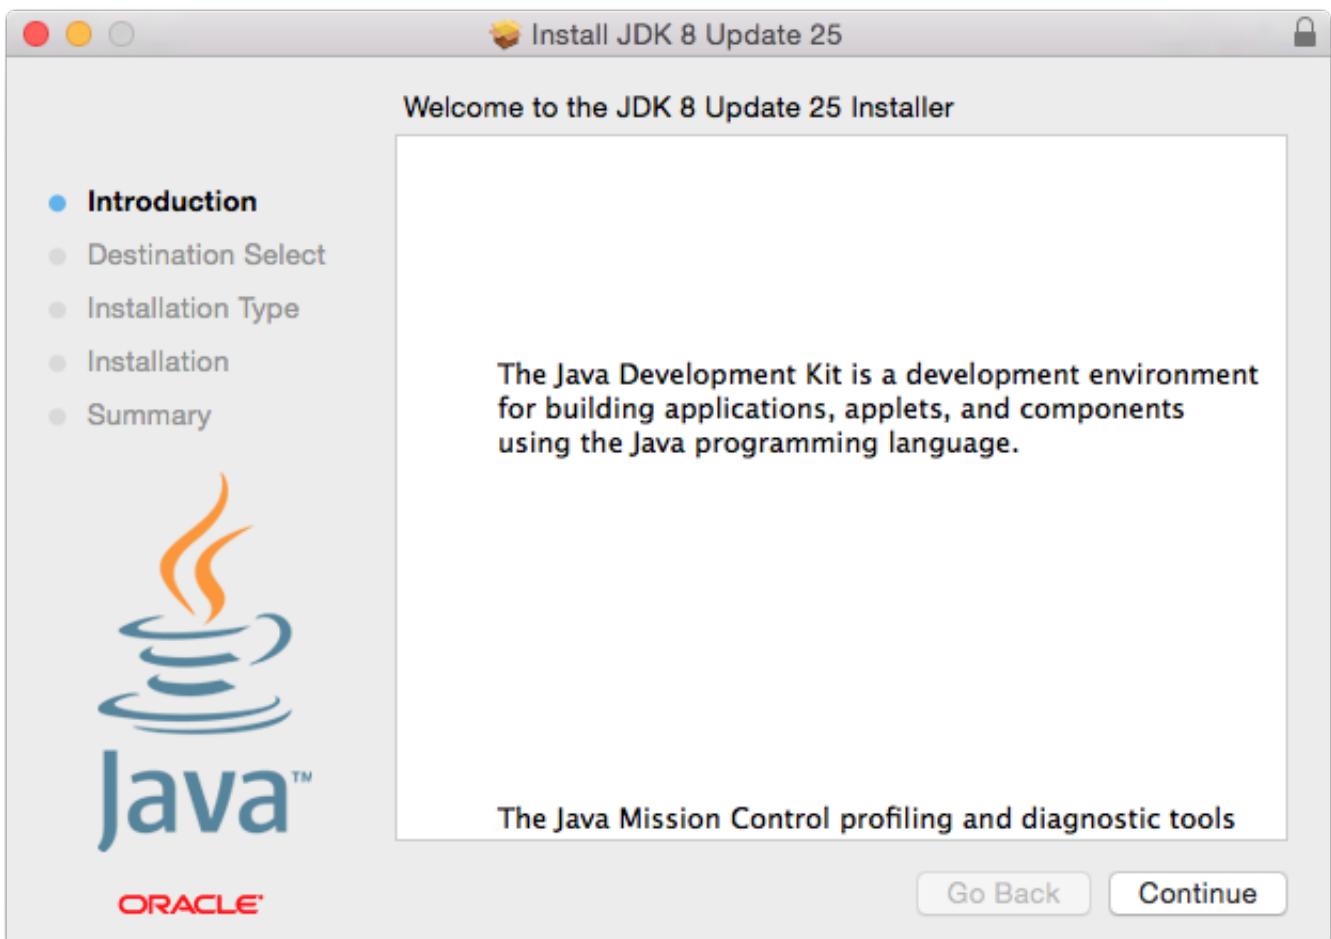 Install JDK 8 Update 25
Welcome to the JDK 8 Update 25 Installer
Introduction
Destination Select
Installation Type
Installation
Summary
The Java Development Kit is a development environment
for building applications, applets, and components
using the Java programming language.
The Java Mission Control profiling and diagnostic tools
Java™
ORACLE®
Go Back
Continue